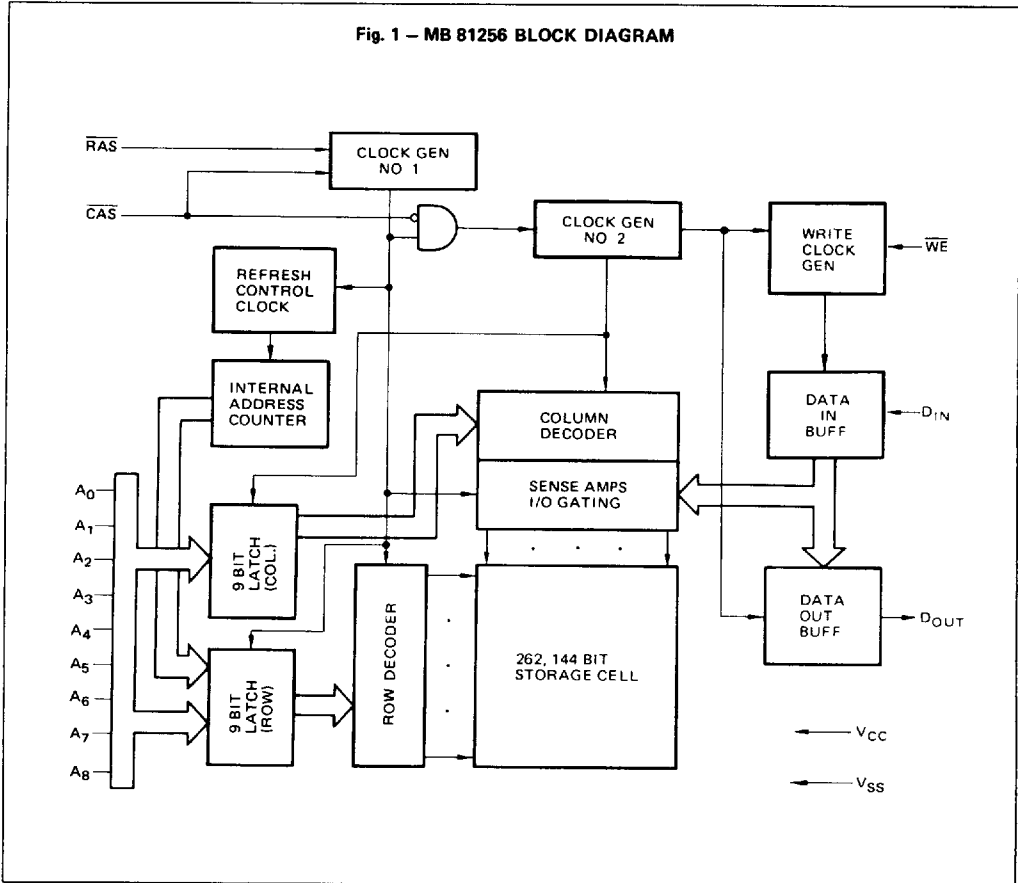 Fig. 1 – MB 81256 BLOCK DIAGRAM
RAS
CLOCK GEN
NO 1
CAS
CLOCK GEN
NO 2
WRITE
CLOCK
GEN
WE
REFRESH
CONTROL
CLOCK
INTERNAL
ADDRESS
COUNTER
COLUMN
DECODER
DATA
IN
BUFF
DIN
SENSE AMPS
I/O GATING
A0
A1
A2
A3
A4
A5
A6
A7
A8
9 BIT
LATCH
(COL.)
9 BIT
LATCH
(ROW)
ROW DECODER
262, 144 BIT
STORAGE CELL
DATA
OUT
BUFF
DOUT
VCC
VSS